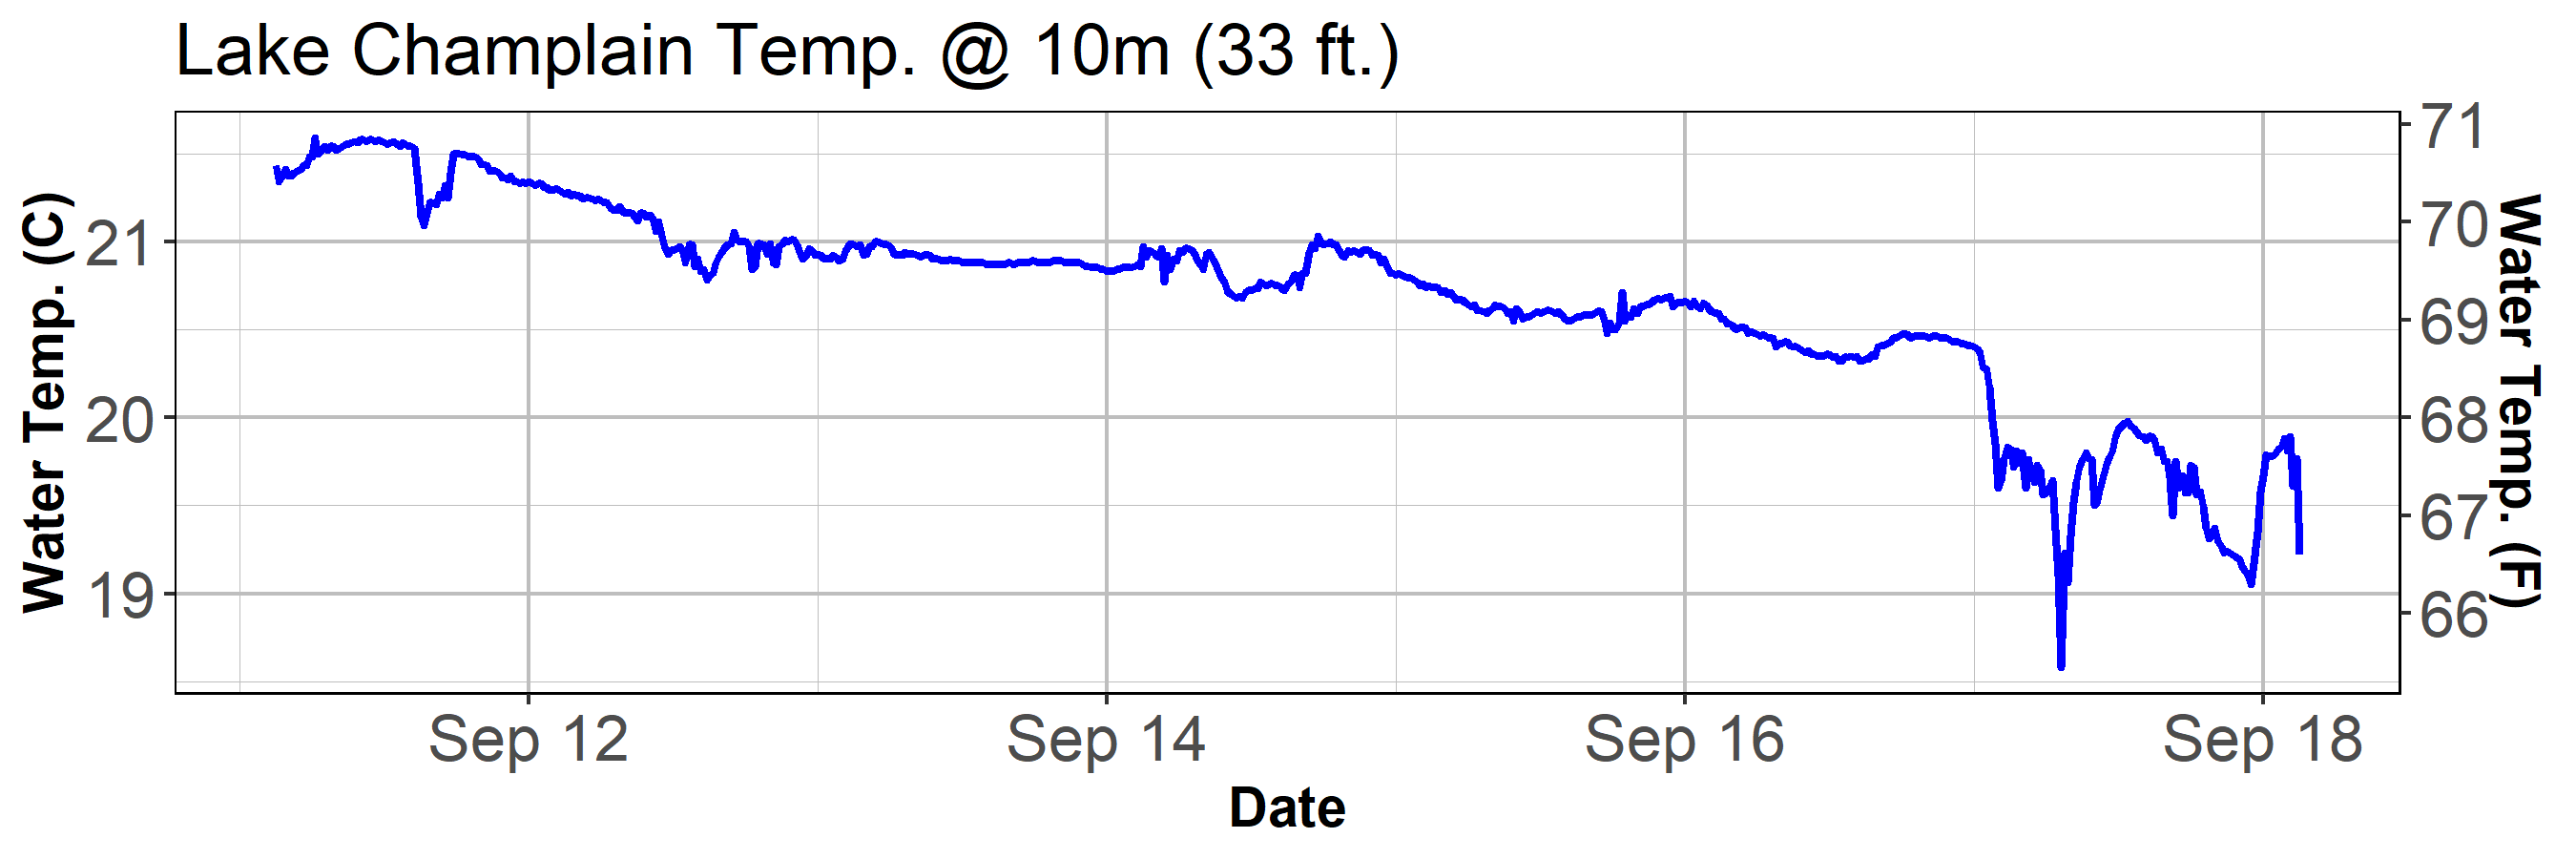 Lake Champlain Temp. @ 10m (33 ft.)
Water Temp. (C)
21
20
19
71
70
69
68
67
66
Water Temp. (F)
Sep 12
Sep 14
Sep 16
Sep 18
Date